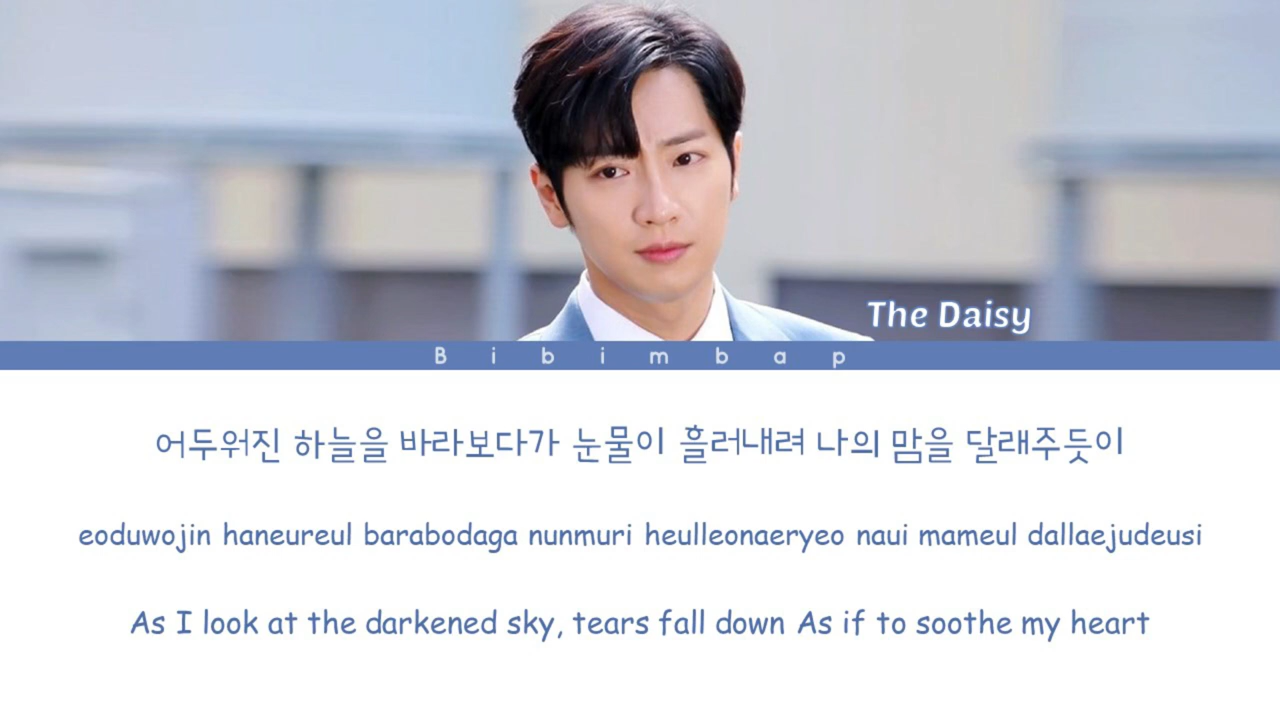 The Daisy
Bibimbap
어두워진 하늘을 바라보다가 눈물이 흘러내려 나의 맘을 달래주듯이
eoduwojin haneureul barabodaga nunmuri heulleonaeryeo naui mameul dallaejudeusi
As I look at the darkened sky, tears fall down As if to soothe my heart